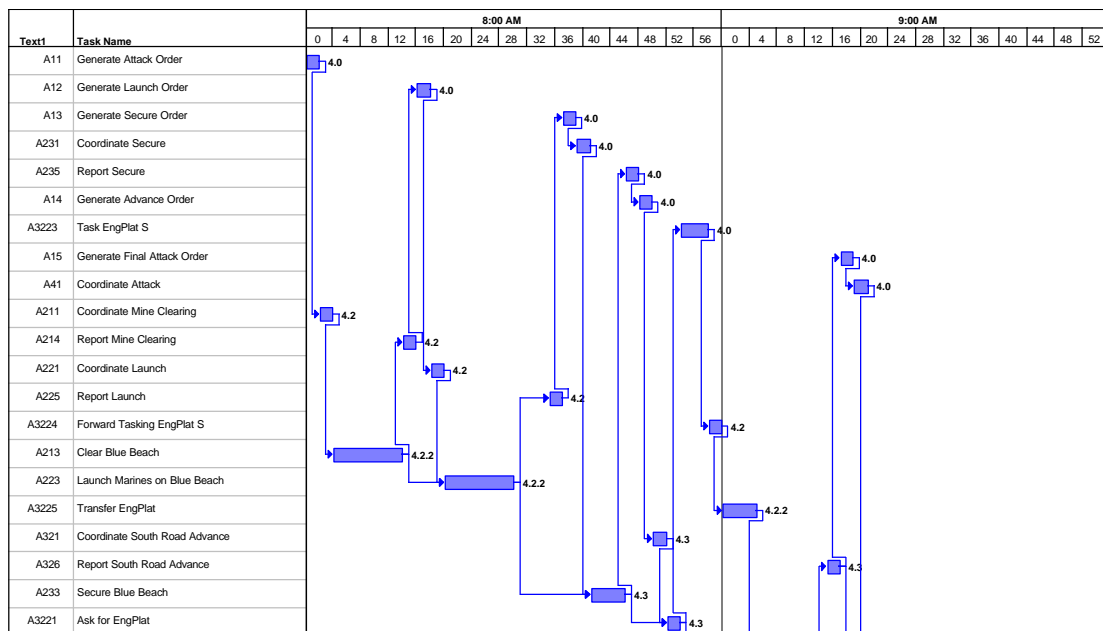 8:00 AM 9:00 AM
Text1 Task Name 0 4 8 12 16 20 24 28 32 36 40 44 48 52 56 0 4 8 12 16 20 24 28 32 36 40 44 48 52
A11 Generate Attack Order 4.0
A12 Generate Launch Order 4.0
A13 Generate Secure Order 4.0
A231 Coordinate Secure 4.0
A235 Report Secure 4.0
A14 Generate Advance Order 4.0
A3223 Task EngPlat S 4.0
A15 Generate Final Attack Order 4.0
A41 Coordinate Attack 4.0
A211 Coordinate Mine Clearing 4.2
A214 Report Mine Clearing 4.2
A221 Coordinate Launch 4.2
A225 Report Launch 4.2
A3224 Forward Tasking EngPlat S 4.2
A213 Clear Blue Beach 4.2.2
A223 Launch Marines on Blue Beach 4.2.2
A3225 Transfer EngPlat 4.2.2
A321 Coordinate South Road Advance 4.3
A326 Report South Road Advance 4.3
A233 Secure Blue Beach 4.3
A3221 Ask for EngPlat 4.3